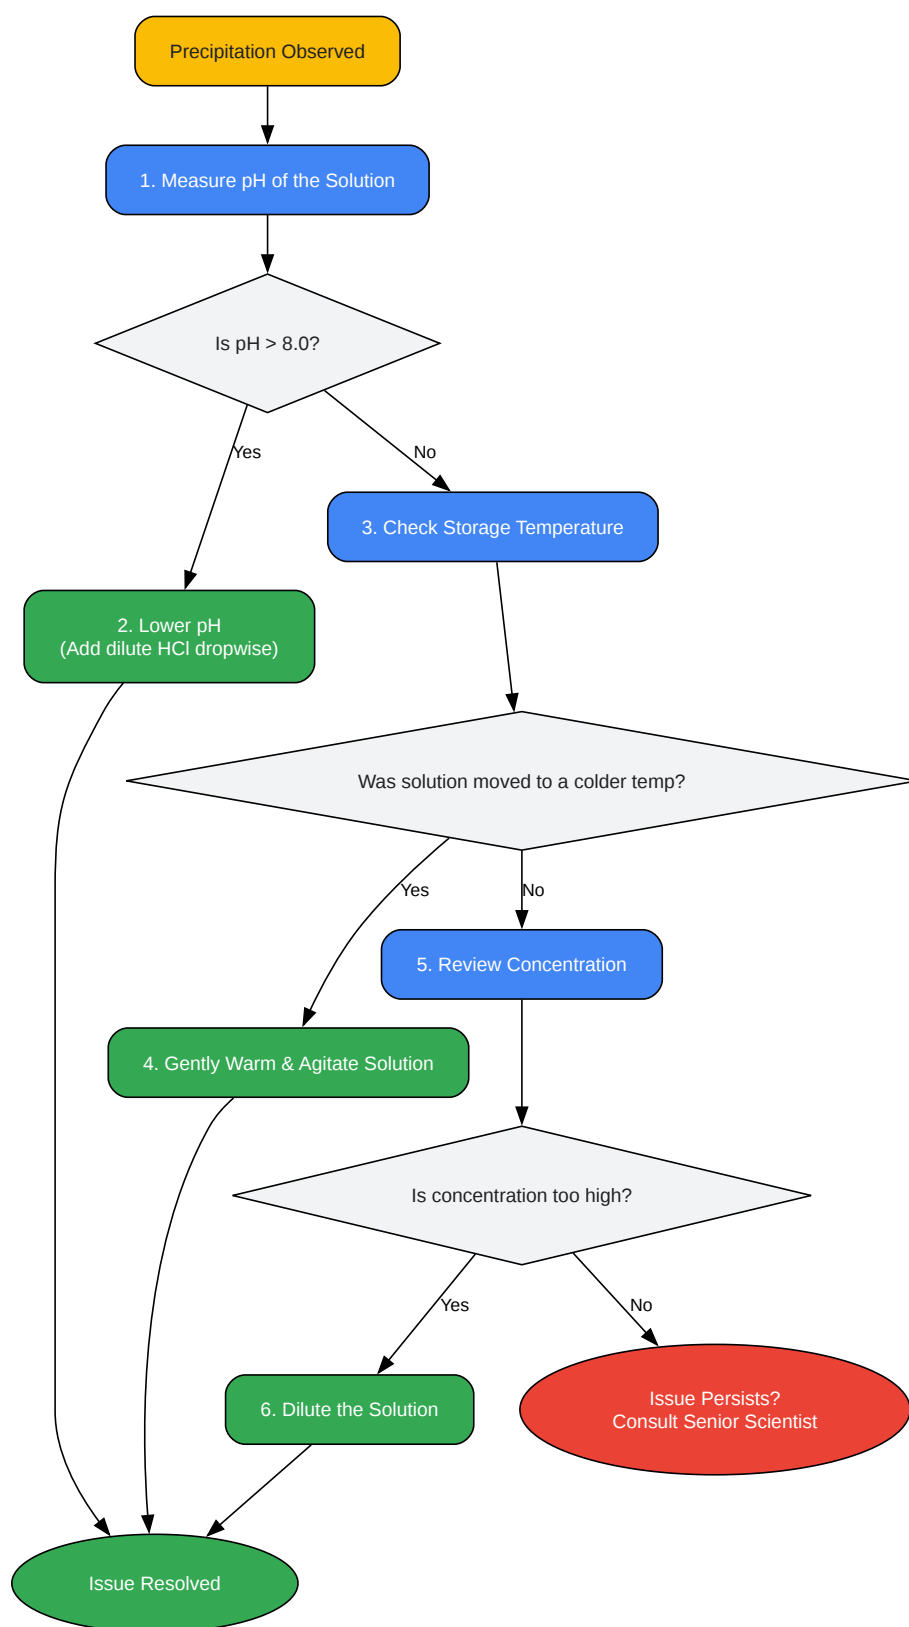 Precipitation Observed
1. Measure pH of the Solution
Is pH > 8.0?
Yes
No
3. Check Storage Temperature
2. Lower pH
(Add dilute HCl dropwise)
Was solution moved to a colder temp?
Yes
No
5. Review Concentration
4. Gently Warm & Agitate Solution
Is concentration too high?
Yes
No
6. Dilute the Solution
Issue Persists?
Consult Senior Scientist
Issue Resolved